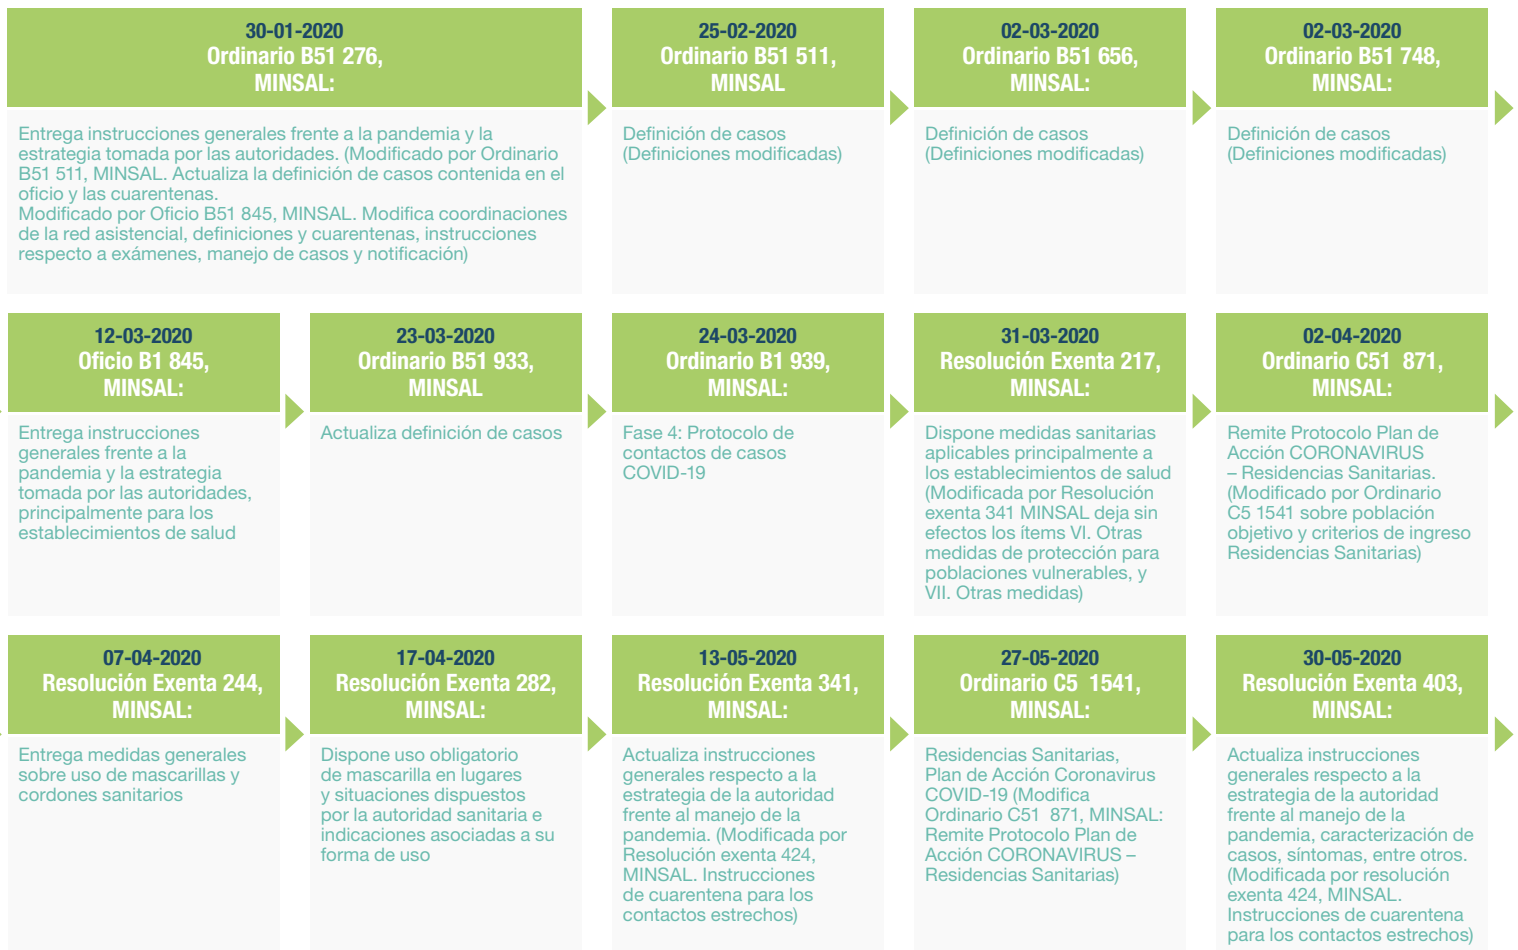 30-01-2020
Ordinario B51 276,
MINSAL:
Entrega instrucciones generales frente a la pandemia y la
estrategia tomada por las autoridades. (Modificado por Ordinario
B51 511, MINSAL. Actualiza la definición de casos contenida en el
oficio y las cuarentenas.
Modificado por Oficio B51 845, MINSAL. Modifica coordinaciones
de la red asistencial, definiciones y cuarentenas, instrucciones
respecto a exámenes, manejo de casos y notificación)
25-02-2020
Ordinario B51 511,
MINSAL
Definición de casos
(Definiciones modificadas)
02-03-2020
Ordinario B51 656,
MINSAL:
Definición de casos
(Definiciones modificadas)
02-03-2020
Ordinario B51 748,
MINSAL:
Definición de casos
(Definiciones modificadas)
12-03-2020
Oficio B1 845,
MINSAL:
Entrega instrucciones
generales frente a la
pandemia y la estrategia
tomada por las autoridades,
principalmente para los
establecimientos de salud
23-03-2020
Ordinario B51 933,
MINSAL
Actualiza definición de casos
24-03-2020
Ordinario B1 939,
MINSAL:
Fase 4: Protocolo de
contactos de casos
COVID-19
31-03-2020
Resolución Exenta 217,
MINSAL:
Dispone medidas sanitarias
aplicables principalmente a
los establecimientos de salud
(Modificada por Resolución
exenta 341 MINSAL deja sin
efectos los ítems VI. Otras
medidas de protección para
poblaciones vulnerables, y
VII. Otras medidas)
02-04-2020
Ordinario C51 871,
MINSAL:
Remite Protocolo Plan de
Acción CORONAVIRUS
– Residencias Sanitarias.
(Modificado por Ordinario
C5 1541 sobre población
objetivo y criterios de ingreso
Residencias Sanitarias)
07-04-2020
Resolución Exenta 244,
MINSAL:
Entrega medidas generales
sobre uso de mascarillas y
cordones sanitarios
17-04-2020
Resolución Exenta 282,
MINSAL:
Dispone uso obligatorio
de mascarilla en lugares
y situaciones dispuestos
por la autoridad sanitaria e
indicaciones asociadas a su
forma de uso
13-05-2020
Resolución Exenta 341,
MINSAL:
Actualiza instrucciones
generales respecto a la
estrategia de la autoridad
frente al manejo de la
pandemia. (Modificada por
Resolución exenta 424,
MINSAL. Instrucciones
de cuarentena para los
contactos estrechos)
27-05-2020
Ordinario C5 1541,
MINSAL:
Residencias Sanitarias,
Plan de Acción Coronavirus
COVID-19 (Modifica
Ordinario C51 871, MINSAL:
Remite Protocolo Plan de
Acción CORONAVIRUS –
Residencias Sanitarias)
30-05-2020
Resolución Exenta 403,
MINSAL:
Actualiza instrucciones
generales respecto a la
estrategia de la autoridad
frente al manejo de la
pandemia, caracterización de
casos, síntomas, entre otros.
(Modificada por resolución
exenta 424, MINSAL.
Instrucciones de cuarentena
para los contactos estrechos)